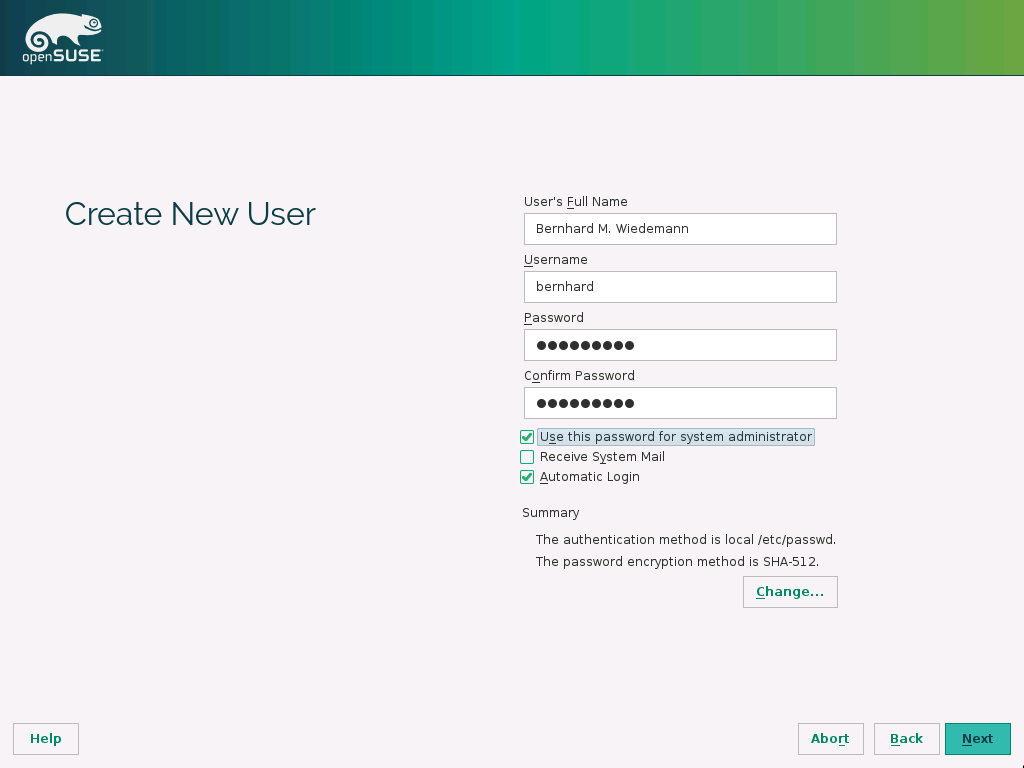 openSUSE
Create New User
User's Full Name
Bernhard M. Wiedemann
Username
bernhard
Password
●●●●●●●●●
Confirm Password
●●●●●●●●●
Use this password for system administrator
Receive System Mail
Automatic Login
Summary
The authentication method is local /etc/passwd.
The password encryption method is SHA-512.
Change...
Help
Abort
Back
Next